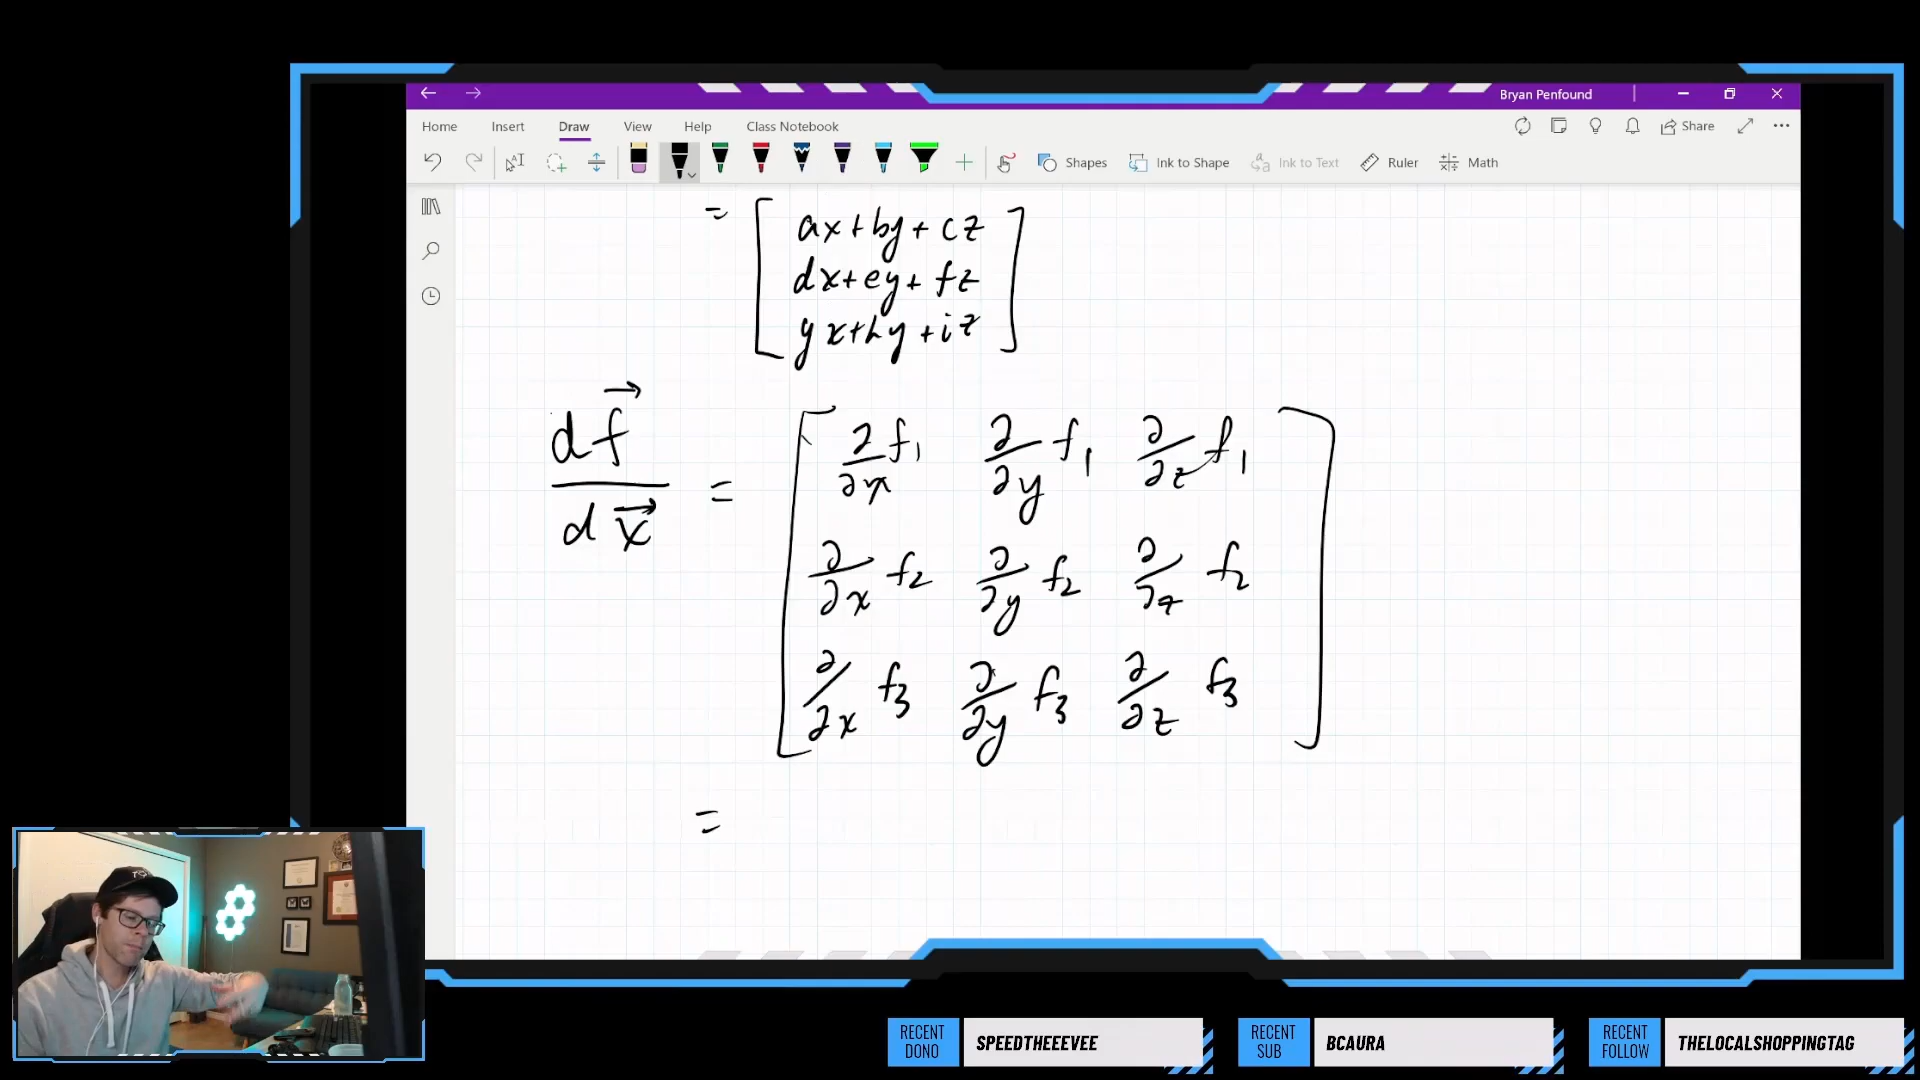 Bryan Penfound
Home Insert Draw View Help Class Notebook Share
Shapes Ink to Shape Ink to Text Ruler Math
= [ ax+by+cz
dx+ey+fz
gx+hy+iz ]
df⃗/dx⃗ = [ ∂/∂x f₁ ∂/∂y f₁ ∂/∂z f₁
∂/∂x f₂ ∂/∂y f₂ ∂/∂z f₂
∂/∂x f₃ ∂/∂y f₃ ∂/∂z f₃ ]
=
RECENT DONO SPEEDTHEEEVEE
RECENT SUB BCAURA
RECENT FOLLOW THELOCALSHOPPINGTAG